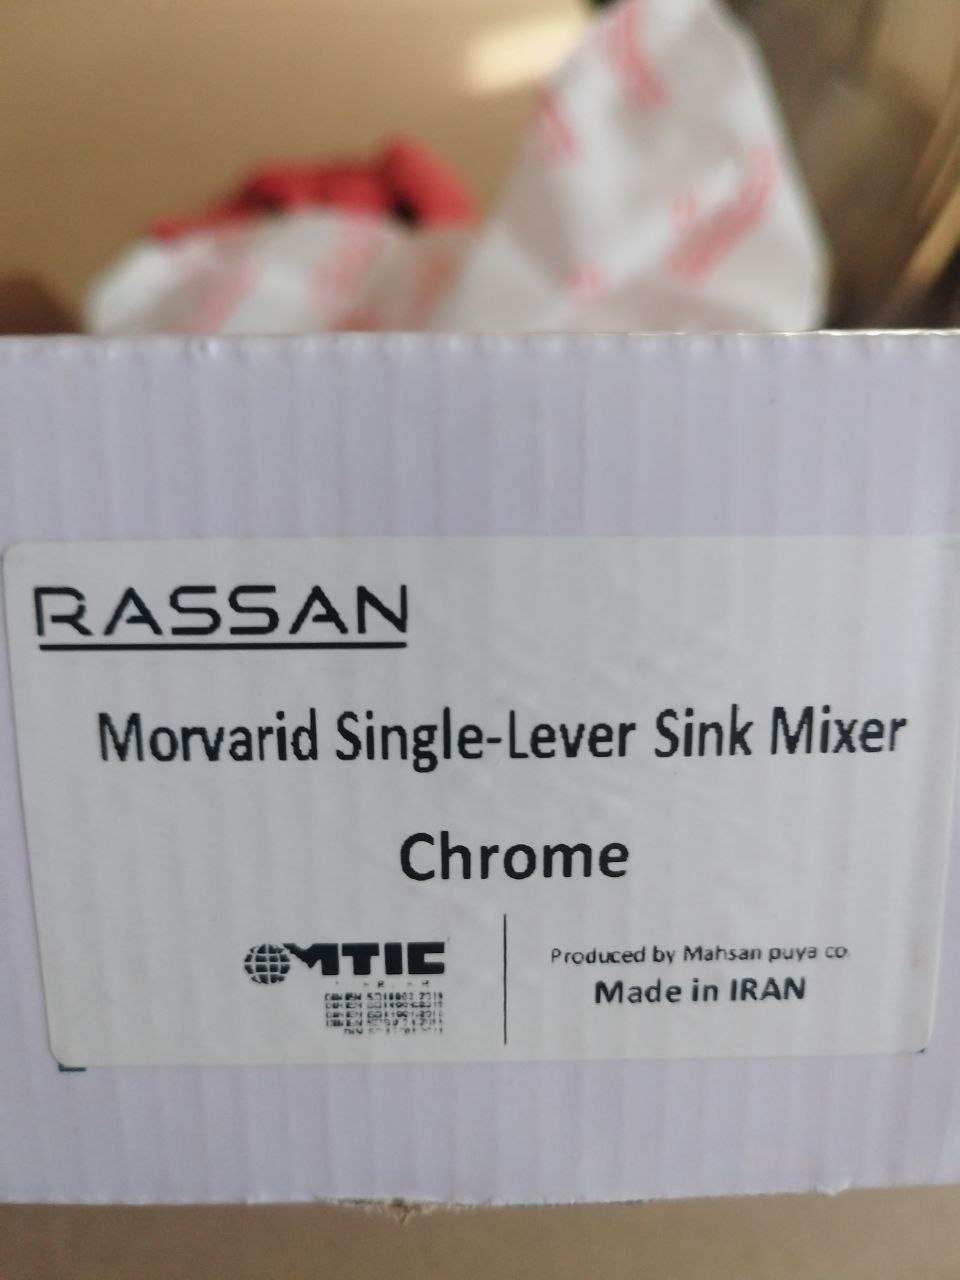 RASSAN
Morvarid Single-Lever Sink Mixer
Chrome
MTIC
Produced by Mahsan puya co.
Made in IRAN